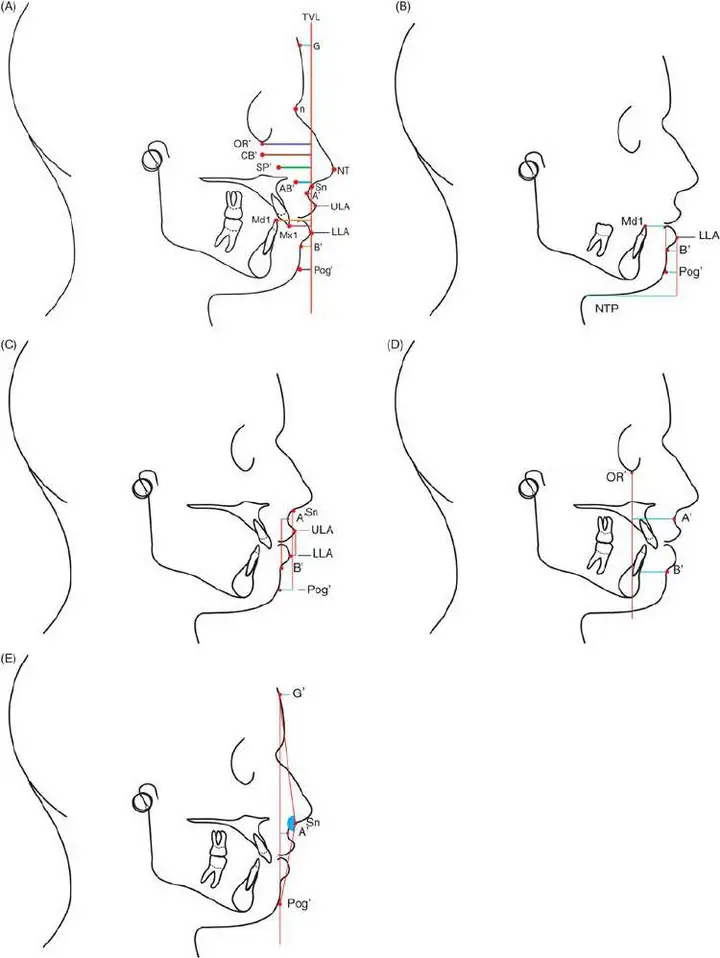 (A)
TVL
G
n
OR'
CB'
SP'
NT
AB'
Sn
A'
ULA
Md1
Mx1
LLA
B'
Pog'
(B)
Md1
LLA
B'
Pog'
NTP
(C)
Sn
A'
ULA
LLA
B'
Pog'
(D)
OR'
A'
B'
(E)
G'
Sn
A'
Pog'